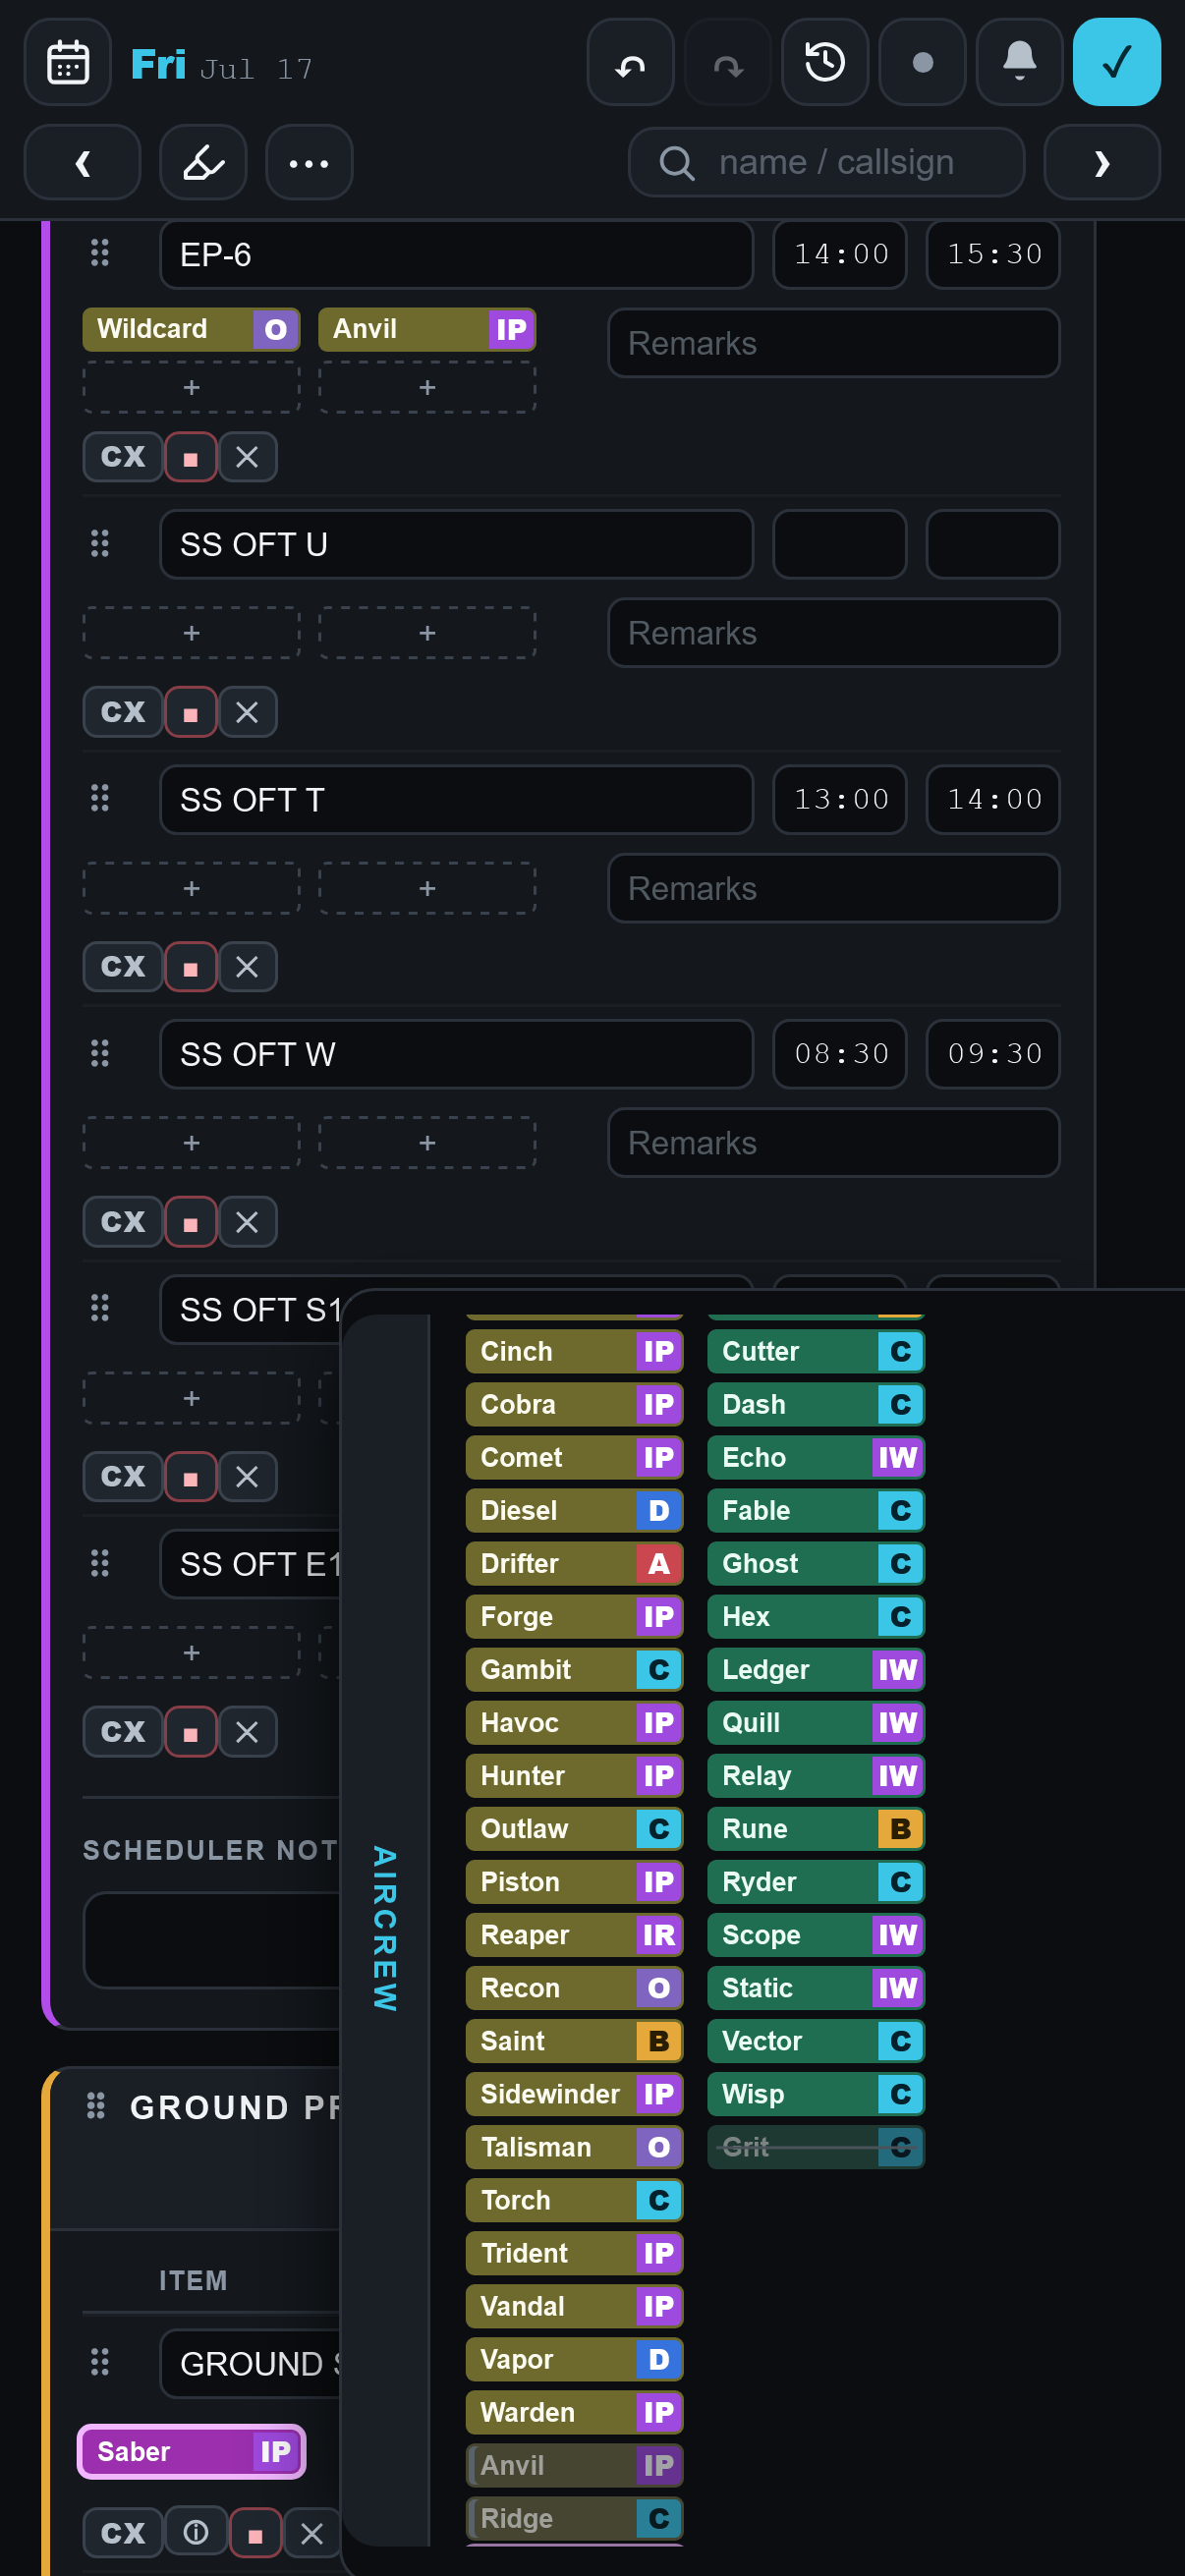 Fri Jul 17
name / callsign
EP-6 14:00 15:30
Wildcard O Anvil IP Remarks
+ +
CX
SS OFT U
+ + Remarks
CX
SS OFT T 13:00 14:00
+ + Remarks
CX
SS OFT W 08:30 09:30
+ + Remarks
CX
SS OFT S1
+
CX
SS OFT E1
+
CX
SCHEDULER NOT
GROUND PR
ITEM
GROUND S
Saber IP
CX
AIRCREW
Cinch IP Cutter C
Cobra IP Dash C
Comet IP Echo IW
Diesel D Fable C
Drifter A Ghost C
Forge IP Hex C
Gambit C Ledger IW
Havoc IP Quill IW
Hunter IP Relay IW
Outlaw C Rune B
Piston IP Ryder C
Reaper IR Scope IW
Recon O Static IW
Saint B Vector C
Sidewinder IP Wisp C
Talisman O Grit C
Torch C
Trident IP
Vandal IP
Vapor D
Warden IP
Anvil IP
Ridge C